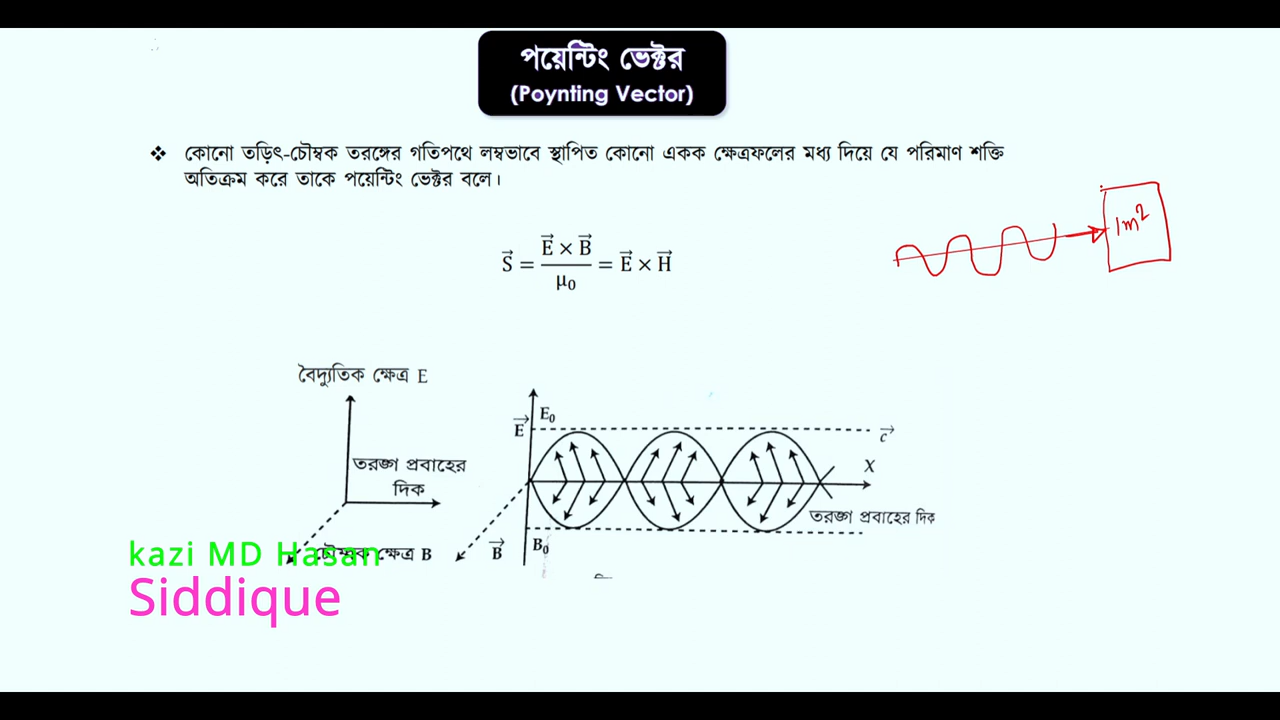 পয়েন্টিং ভেক্টর
(Poynting Vector)
❖ কোনো তড়িৎ-চৌম্বক তরঙ্গের গতিপথে লম্বভাবে স্থাপিত কোনো একক ক্ষেত্রফলের মধ্য দিয়ে যে পরিমাণ শক্তি
অতিক্রম করে তাকে পয়েন্টিং ভেক্টর বলে।
1m²
S⃗ = (E⃗ × B⃗)/μ₀ = E⃗ × H⃗
বৈদ্যুতিক ক্ষেত্র E
তরঙ্গ প্রবাহের
দিক
ক্ষেত্র B
E⃗ E₀
c⃗
X
তরঙ্গ প্রবাহের দিক
B⃗ B₀
kazi MD Hasan
Siddique